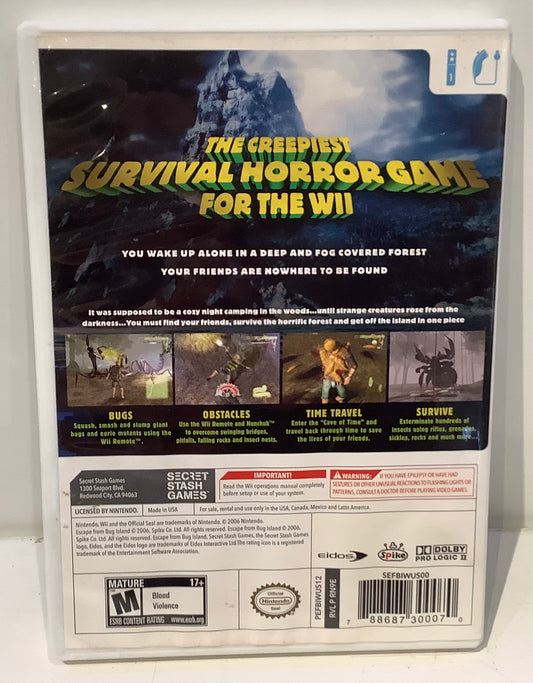 1
THE CREEPIEST
SURVIVAL HORROR GAME
FOR THE WII
YOU WAKE UP ALONE IN A DEEP AND FOG COVERED FOREST
YOUR FRIENDS ARE NOWHERE TO BE FOUND
It was supposed to be a cozy night camping in the woods...until strange creatures rose from the
darkness...You must find your friends, survive the horrific forest and get off the island in one piece
BUGS
Squash, smash and stump giant
bugs and eerie mutants using the
Wii Remote™.
OBSTACLES
Use the Wii Remote and Nunchuk™
to overcome swinging bridges,
pitfalls, falling rocks and insect nests.
TIME TRAVEL
Enter the "Cave of Time" and
travel back through time to save
the lives of your friends.
SURVIVE
Exterminate hundreds of
insects using rifles, grenades,
sickles, rocks and much more...
Secret Stash Games
1300 Seaport Blvd.
Redwood City, CA 94063
SECRET
STASH
GAMES™
IMPORTANT!
Read the Wii operations manual completely
before setup or use of your system.
WARNING: IF YOU HAVE EPILEPSY OR HAVE HAD
SEIZURES OR OTHER UNUSUAL REACTIONS TO FLASHING LIGHTS OR
PATTERNS, CONSULT A DOCTOR BEFORE PLAYING VIDEO GAMES.
LICENSED BY NINTENDO. Made in USA For sale, rental and use only in the USA, Canada, Mexico and Latin America.
Nintendo, Wii and the Official Seal are trademarks of Nintendo. © 2006 Nintendo.
Escape from Bug Island © 2006, Spike Co. Ltd. All rights reserved. Escape from Bug Island © 2006,
Spike Co. Ltd. All rights reserved. Escape from Bug Island, Secret Stash Games, the Secret Stash Games
logo, Eidos, and the Eidos logo are trademarks of Eidos Interactive Ltd. The rating icon is a registered
trademark of the Entertainment Software Association.
eidos
Spike
DOLBY
PRO LOGIC II
MATURE 17+
M
Blood
Violence
ESRB CONTENT RATING www.esrb.org
Official
Nintendo
Seal
PEFBIWUS12
RVL P RN9E
SEFBIWUS00
7 88687 30007 0